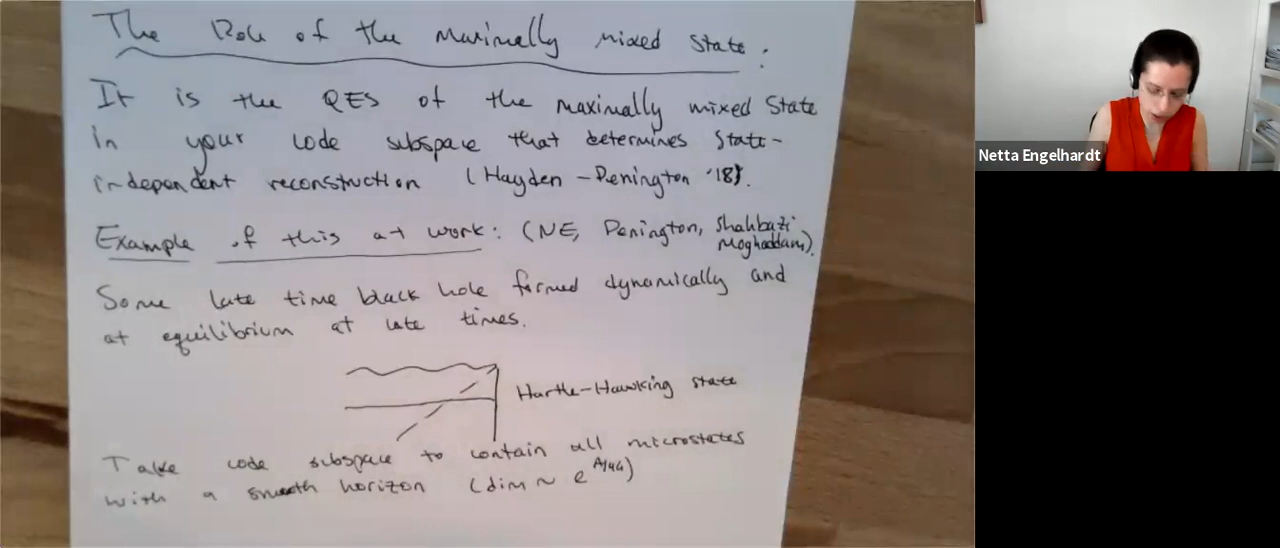 The Role of the Maximally mixed state:
It is the QES of the maximally mixed State
in your code subspace that determines State-
independent reconstruction (Hayden-Penington '18).
Example of this at work: (NE, Penington, Shahbazi
Moghaddam).
Some late time black hole formed dynamically and
at equilibrium at late times.
Hartle-Hawking state
Take code subspace to contain all microstates
with a smooth horizon (dim ~ e^{A/4G})
Netta Engelhardt